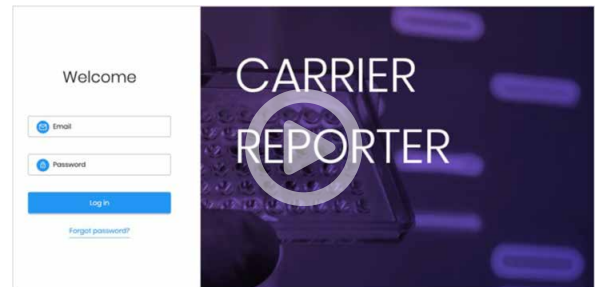 Welcome
Email
Password
Log in
Forgot password?
CARRIER
REPORTER